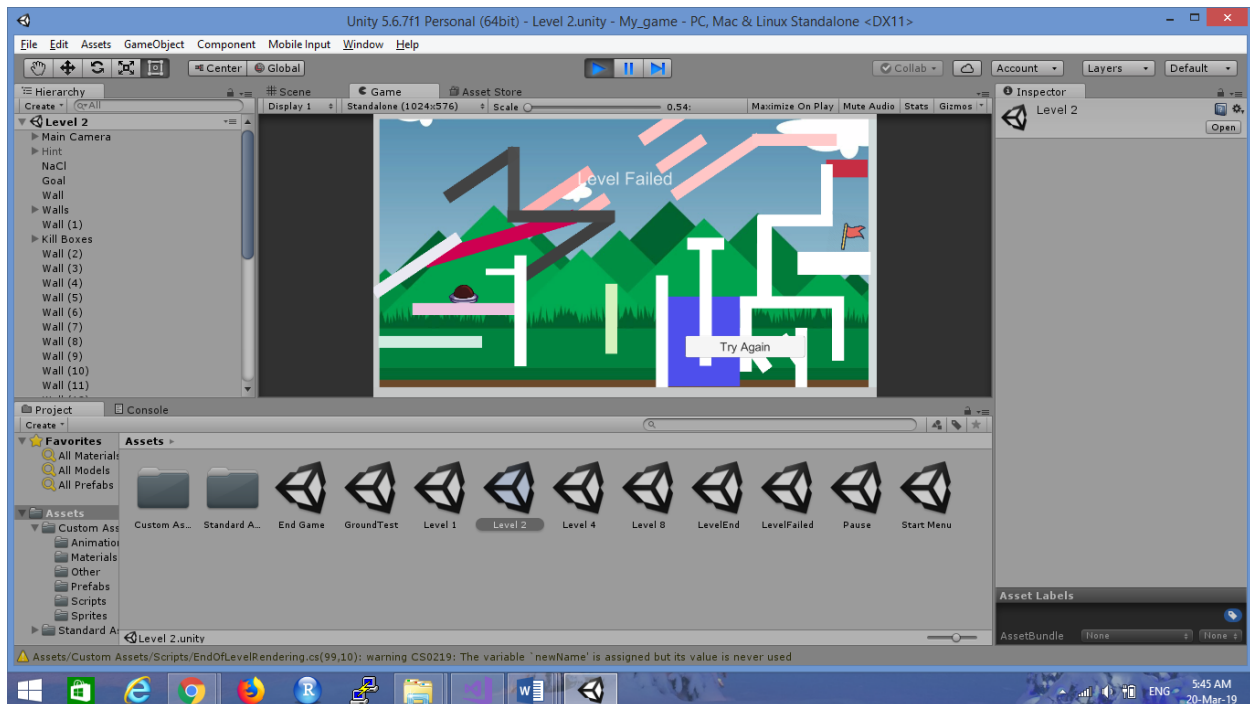 Unity 5.6.7f1 Personal (64bit) - Level 2.unity - My_game - PC, Mac & Linux Standalone <DX11>
File Edit Assets GameObject Component Mobile Input Window Help
Center Global Collab Account Layers Default
Hierarchy
Create All
Level 2
Main Camera
Hint
NaCl
Goal
Wall
Walls
Wall (1)
Kill Boxes
Wall (2)
Wall (3)
Wall (4)
Wall (5)
Wall (6)
Wall (7)
Wall (8)
Wall (9)
Wall (10)
Wall (11)
Scene Game Asset Store
Display 1 Standalone (1024x576) Scale 0.54: Maximize On Play Mute Audio Stats Gizmos
Level Failed
Try Again
Inspector
Level 2
Open
Project Console
Create
Favorites
All Materials
All Models
All Prefabs
Assets
Custom Ass
Animation
Materials
Other
Prefabs
Scripts
Sprites
Standard As
Assets
Custom As... Standard A... End Game GroundTest Level 1 Level 2 Level 4 Level 8 LevelEnd LevelFailed Pause Start Menu
Level 2.unity
Asset Labels
AssetBundle None None
Assets/Custom Assets/Scripts/EndOfLevelRendering.cs(99,10): warning CS0219: The variable `newName' is assigned but its value is never used
ENG 5:45 AM
20-Mar-19